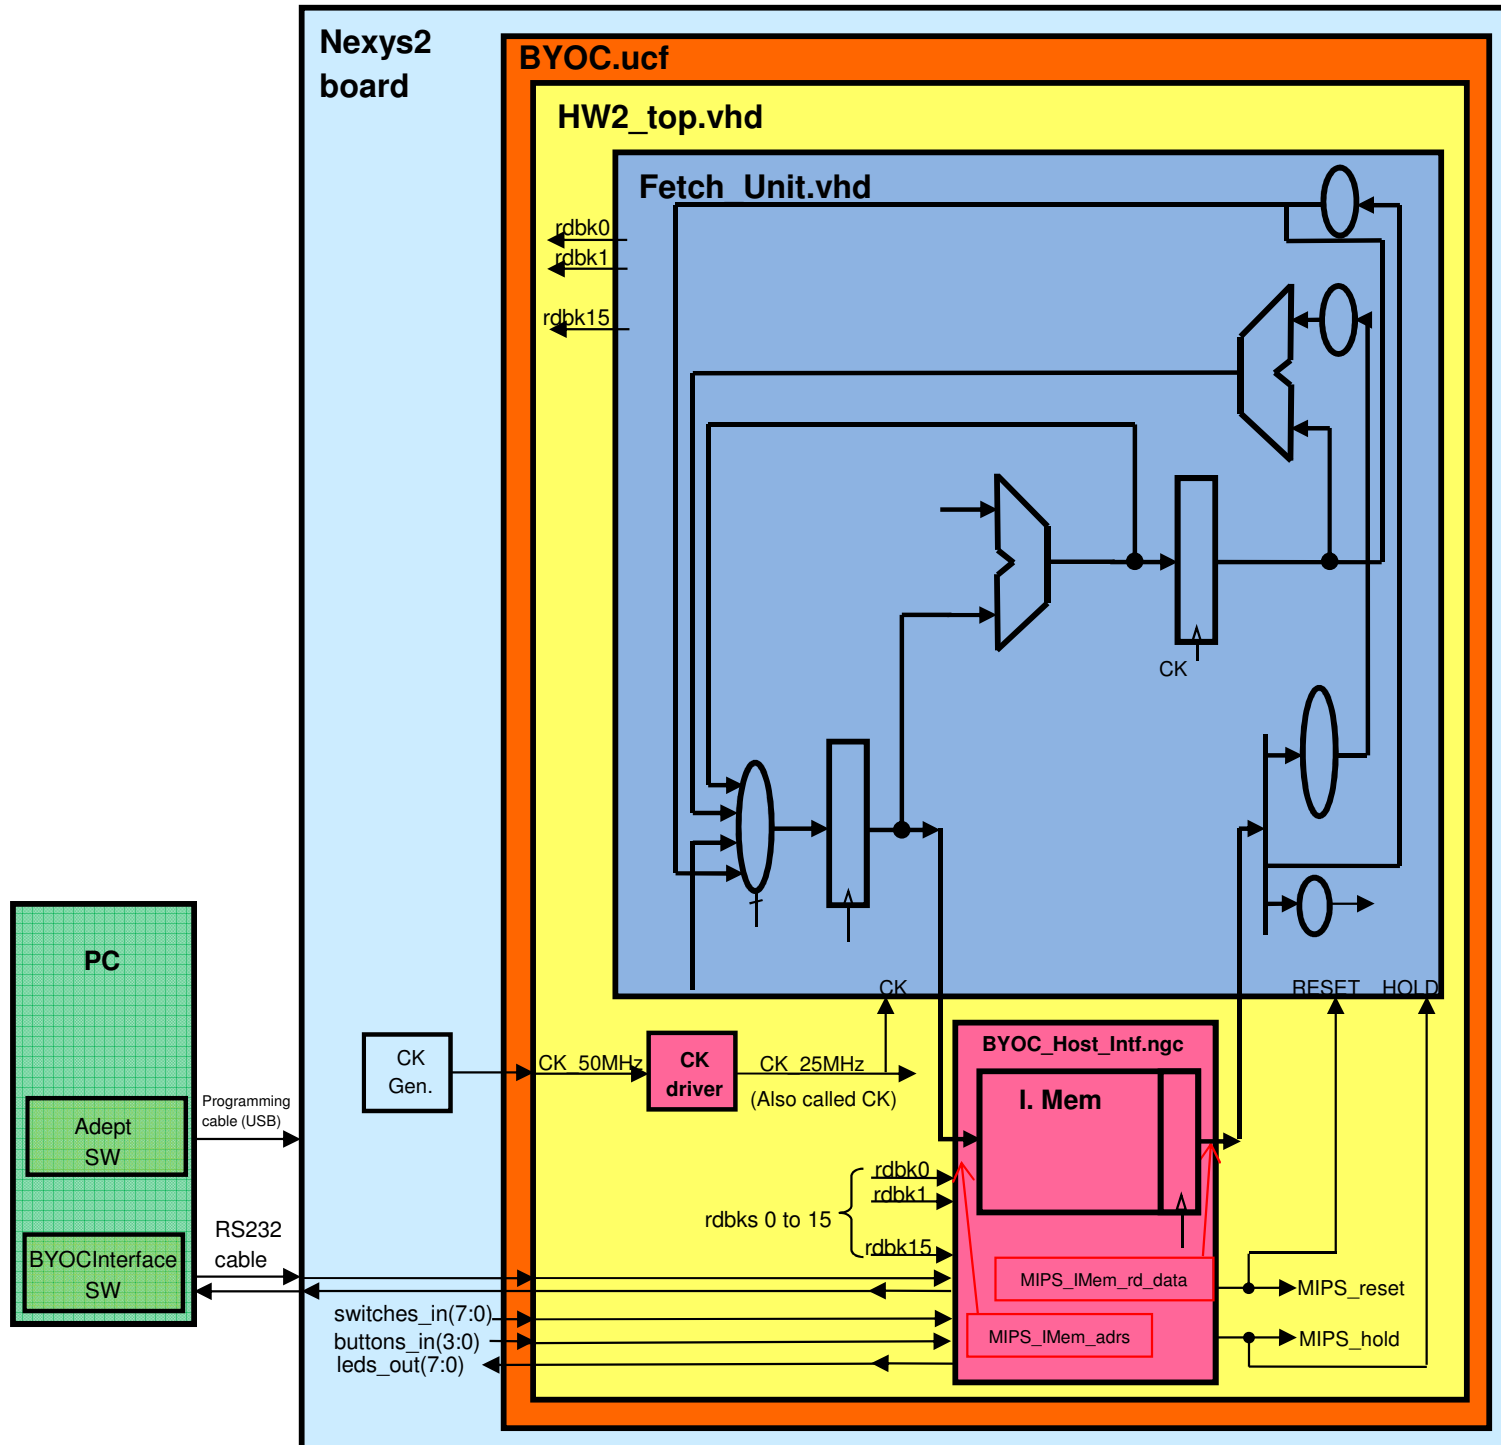 Nexys2
board
BYOC.ucf
HW2_top.vhd
Fetch_Unit.vhd
rdbk0
rdbk1
rdbk15
CK
CK
RESET
HOLD
PC
Adept
SW
BYOCInterface
SW
Programming
cable (USB)
RS232
cable
CK
Gen.
CK_50MHz
CK
driver
CK_25MHz
(Also called CK)
BYOC_Host_Intf.ngc
I. Mem
rdbk0
rdbk1
rdbks 0 to 15
rdbk15
MIPS_IMem_rd_data
MIPS_IMem_adrs
MIPS_reset
MIPS_hold
switches_in(7:0)
buttons_in(3:0)
leds_out(7:0)